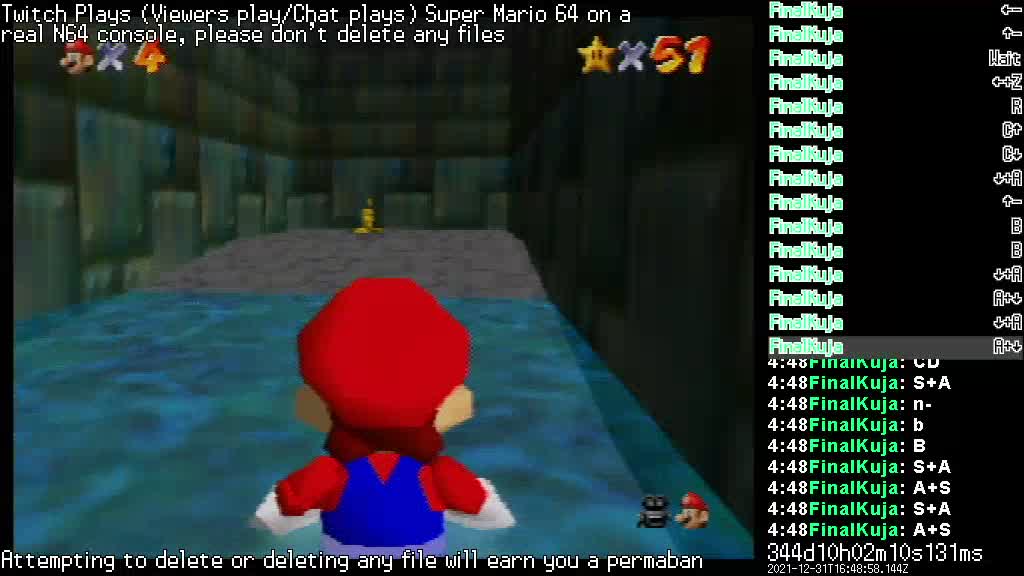 Twitch Plays (Viewers play/Chat plays) Super Mario 64 on a
real N64 console, please don't delete any files
x 4
x 51
FinalKuja ←-
FinalKuja ↑-
FinalKuja Wait
FinalKuja ←+Z
FinalKuja R
FinalKuja C↑
FinalKuja C↓
FinalKuja ↓+A
FinalKuja ↑-
FinalKuja B
FinalKuja B
FinalKuja ↓+A
FinalKuja A+↓
FinalKuja ↓+A
FinalKuja A+↓
4:48FinalKuja: CD
4:48FinalKuja: S+A
4:48FinalKuja: n-
4:48FinalKuja: b
4:48FinalKuja: B
4:48FinalKuja: S+A
4:48FinalKuja: A+S
4:48FinalKuja: S+A
4:48FinalKuja: A+S
344d10h02m10s131ms
2021-12-31T16:48:58.144Z
Attempting to delete or deleting any file will earn you a permaban